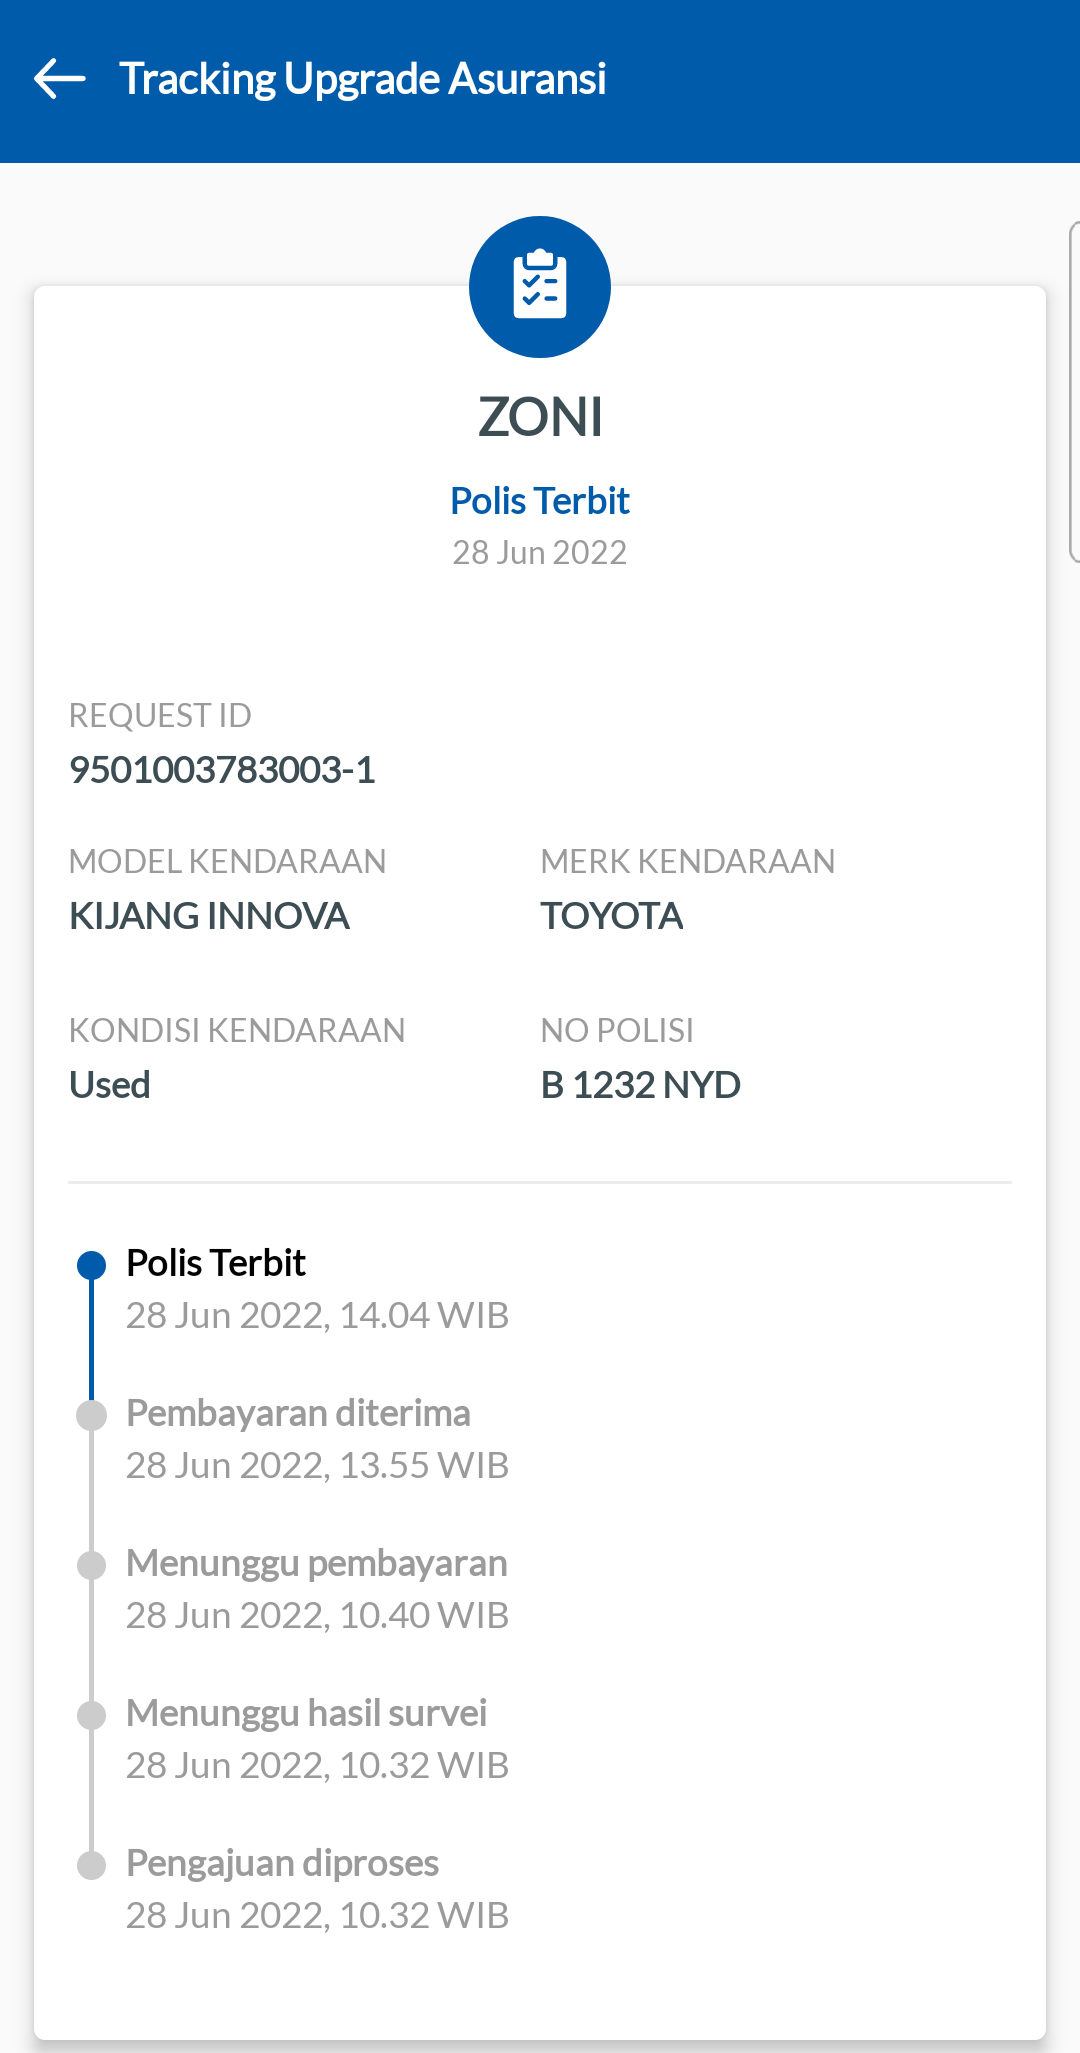 Tracking Upgrade Asuransi
ZONI
Polis Terbit
28 Jun 2022
REQUEST ID
9501003783003-1
MODEL KENDARAAN
KIJANG INNOVA
MERK KENDARAAN
TOYOTA
KONDISI KENDARAAN
Used
NO POLISI
B 1232 NYD
Polis Terbit
28 Jun 2022, 14.04 WIB
Pembayaran diterima
28 Jun 2022, 13.55 WIB
Menunggu pembayaran
28 Jun 2022, 10.40 WIB
Menunggu hasil survei
28 Jun 2022, 10.32 WIB
Pengajuan diproses
28 Jun 2022, 10.32 WIB